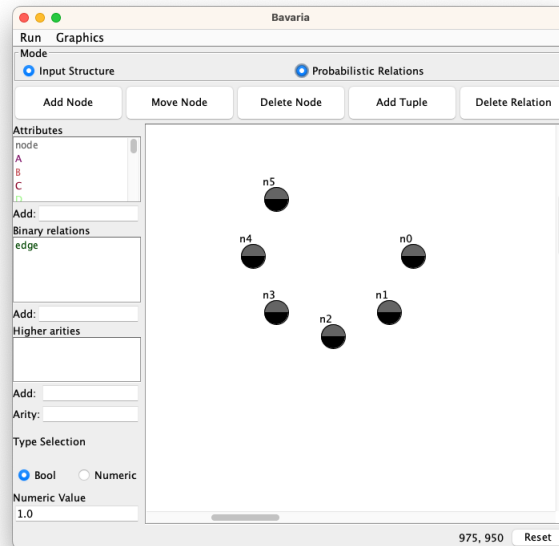 Bavaria
Run Graphics
Mode
Input Structure Probabilistic Relations
Add Node Move Node Delete Node Add Tuple Delete Relation
Attributes
node
A
B
C
D
Add:
Binary relations
edge
Add:
Higher arities
Add:
Arity:
Type Selection
Bool Numeric
Numeric Value
1.0
n5
n4 n0
n3 n1
n2
975, 950 Reset